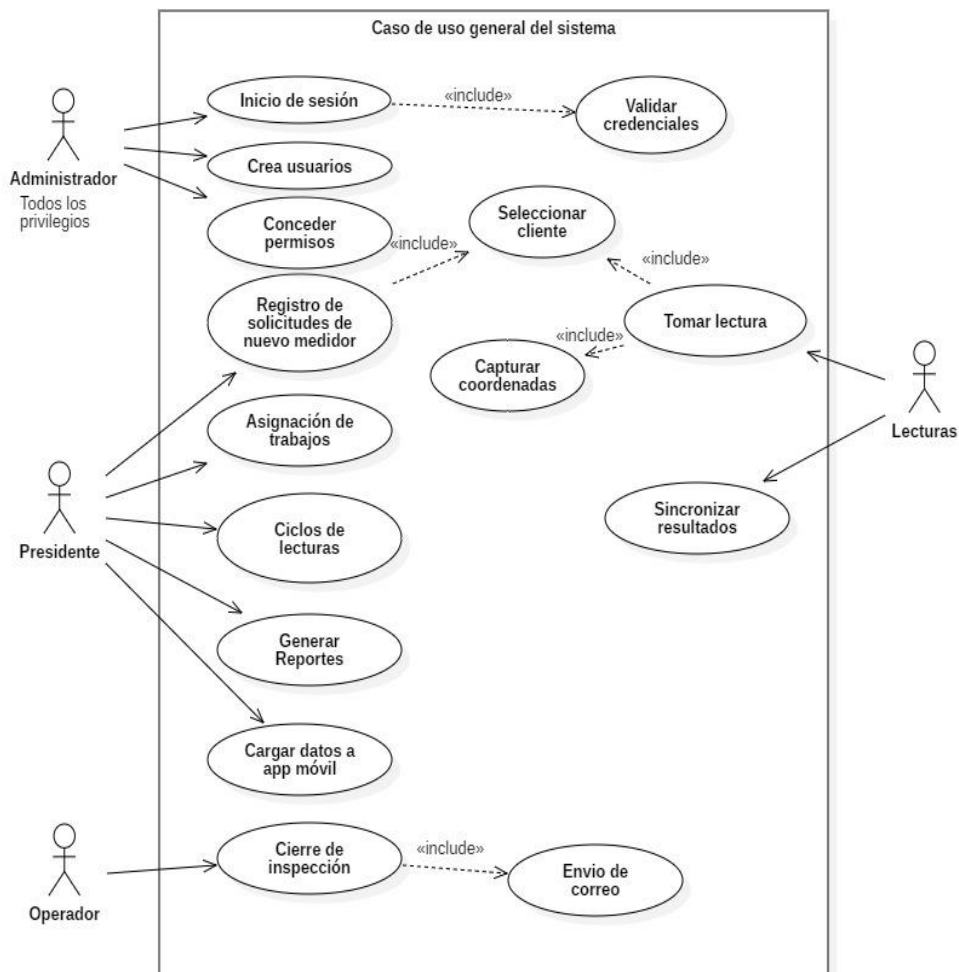 Caso de uso general del sistema
Inicio de sesión
«include»
Validar
credenciales
Administrador
Todos los
privilegios
Crea usuarios
Conceder
permisos
«include»
Seleccionar
cliente
«include»
Registro de
solicitudes de
nuevo medidor
Tomar lectura
«include»
Capturar
coordenadas
Lecturas
Asignación de
trabajos
Presidente
Ciclos de
lecturas
Sincronizar
resultados
Generar
Reportes
Cargar datos a
app móvil
Operador
Cierre de
inspección
«include»
Envio de
correo